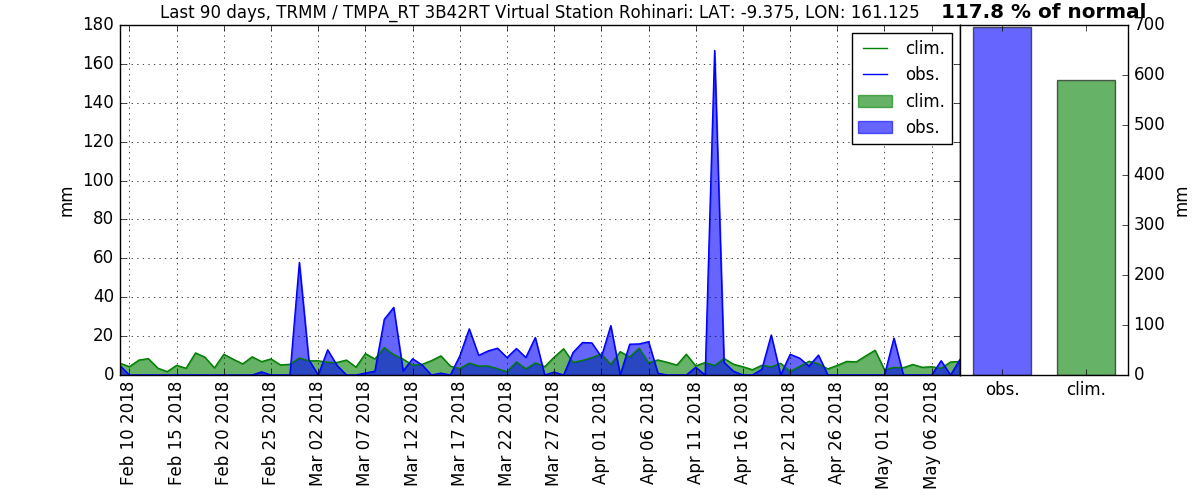 Last 90 days, TRMM / TMPA_RT 3B42RT Virtual Station Rohinari: LAT: -9.375, LON: 161.125
117.8 % of normal
180
160
140
120
100
80
60
40
20
0
mm
clim.
obs.
clim.
obs.
Feb 10 2018
Feb 15 2018
Feb 20 2018
Feb 25 2018
Mar 02 2018
Mar 07 2018
Mar 12 2018
Mar 17 2018
Mar 22 2018
Mar 27 2018
Apr 01 2018
Apr 06 2018
Apr 11 2018
Apr 16 2018
Apr 21 2018
Apr 26 2018
May 01 2018
May 06 2018
700
600
500
400
300
200
100
0
mm
obs.
clim.